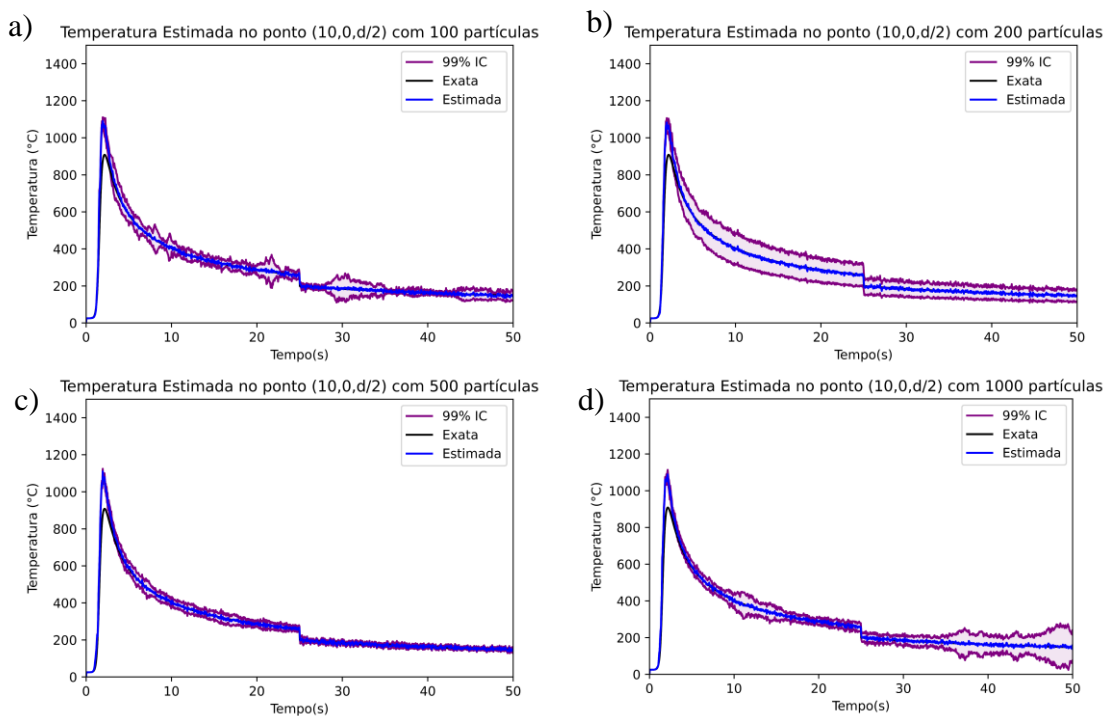 a)
Temperatura Estimada no ponto (10,0,d/2) com 100 partículas
1400
1200
1000
800
600
400
200
0
Temperatura (°C)
99% IC
Exata
Estimada
0 10 20 30 40 50
Tempo(s)
b)
Temperatura Estimada no ponto (10,0,d/2) com 200 partículas
1400
1200
1000
800
600
400
200
0
Temperatura (°C)
99% IC
Exata
Estimada
0 10 20 30 40 50
Tempo(s)
c)
Temperatura Estimada no ponto (10,0,d/2) com 500 partículas
1400
1200
1000
800
600
400
200
0
Temperatura (°C)
99% IC
Exata
Estimada
0 10 20 30 40 50
Tempo(s)
d)
Temperatura Estimada no ponto (10,0,d/2) com 1000 partículas
1400
1200
1000
800
600
400
200
0
Temperatura (°C)
99% IC
Exata
Estimada
0 10 20 30 40 50
Tempo(s)